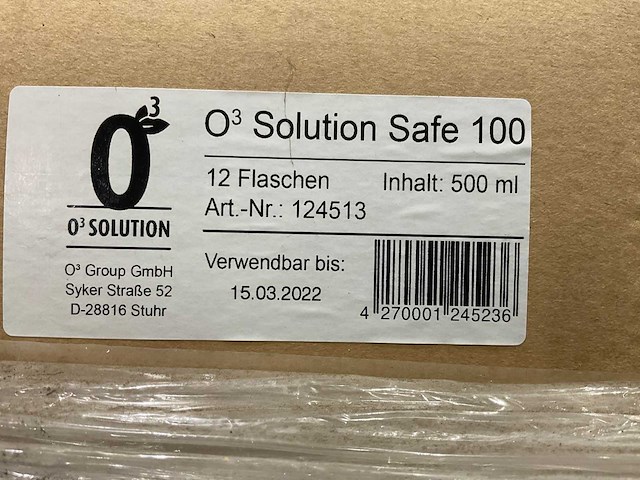 O³
O³ SOLUTION
O³ Group GmbH
Syker Straße 52
D-28816 Stuhr
O³ Solution Safe 100
12 Flaschen Inhalt: 500 ml
Art.-Nr.: 124513
Verwendbar bis:
15.03.2022
4 270001 245236